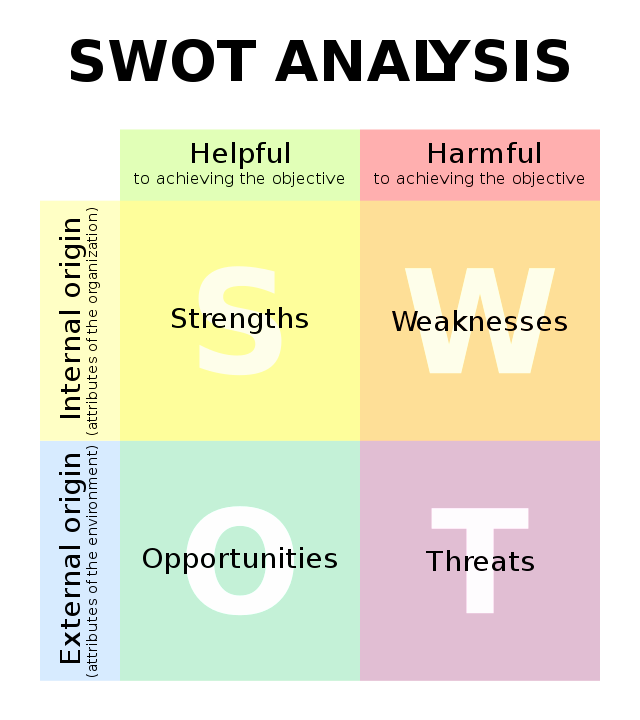 SWOT ANALYSIS
Helpful
to achieving the objective
Harmful
to achieving the objective
Internal origin
(attributes of the organization)
S
Strengths
W
Weaknesses
External origin
(attributes of the environment)
O
Opportunities
T
Threats